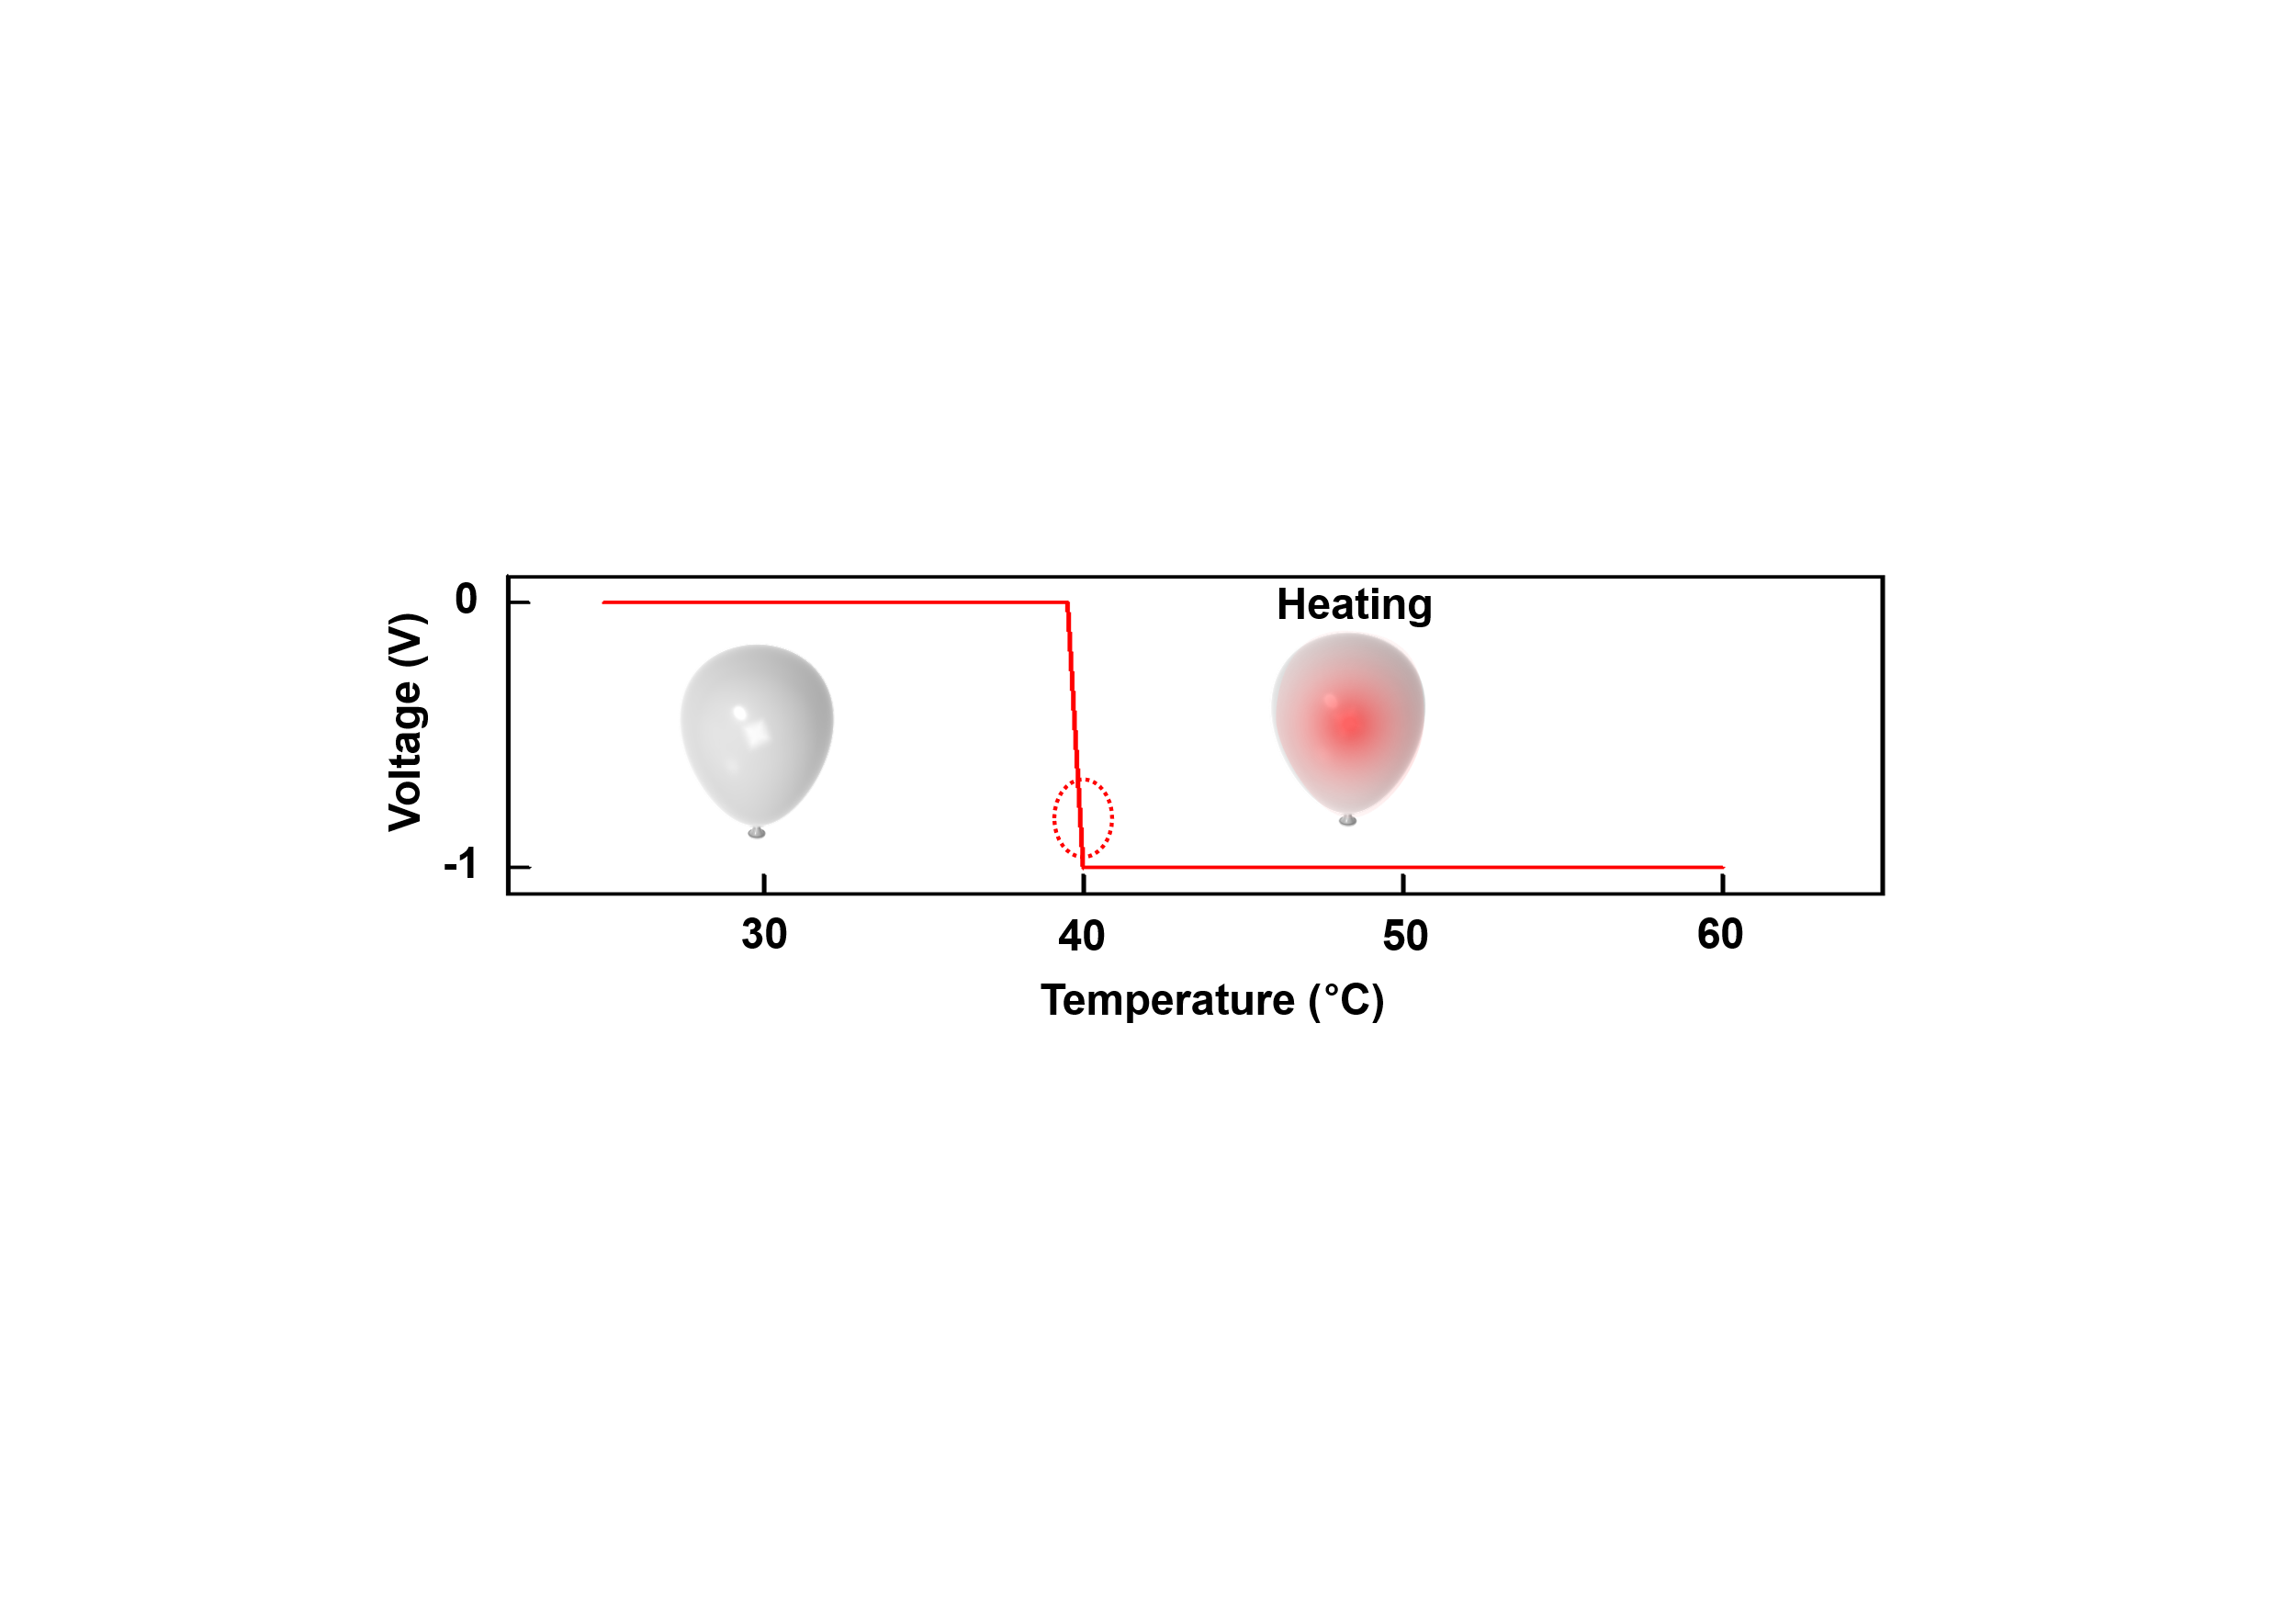 Voltage (V)
0
-1
Heating
30 40 50 60
Temperature (°C)